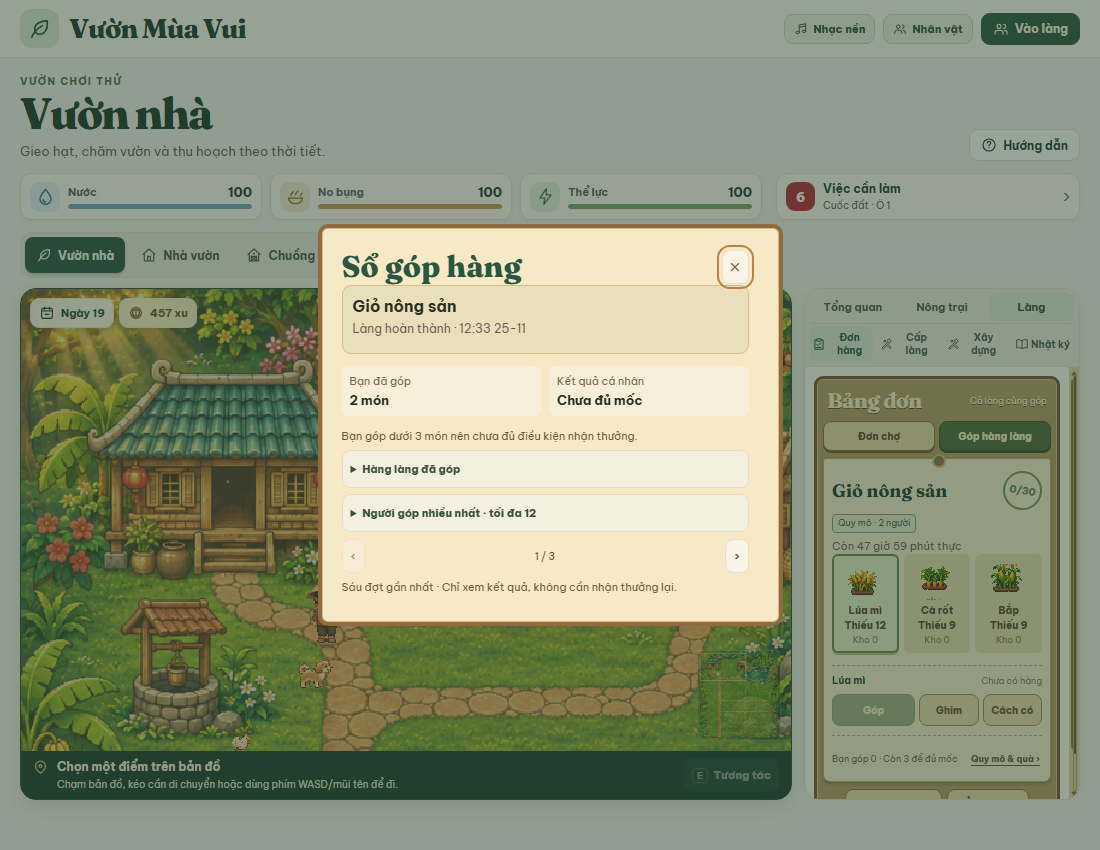 Vườn Mùa Vui
Nhạc nền
Nhân vật
Vào làng
VƯỜN CHƠI THỬ
Vườn nhà
Gieo hạt, chăm vườn và thu hoạch theo thời tiết.
Hướng dẫn
Nước 100
No bụng 100
Thể lực 100
6
Việc cần làm
Cuốc đất · Ô 1
Vườn nhà
Nhà vườn
Chuồng
Ngày 19
457 xu
Sổ góp hàng
×
Giỏ nông sản
Làng hoàn thành · 12:33 25-11
Bạn đã góp
2 món
Kết quả cá nhân
Chưa đủ mốc
Bạn góp dưới 3 món nên chưa đủ điều kiện nhận thưởng.
▶ Hàng làng đã góp
▶ Người góp nhiều nhất · tối đa 12
‹ 1 / 3 ›
Sáu đợt gần nhất · Chỉ xem kết quả, không cần nhận thưởng lại.
Chọn một điểm trên bản đồ
Chạm bản đồ, kéo cần di chuyển hoặc dùng phím WASD/mũi tên để đi.
E Tương tác
Tổng quan
Nông trại
Làng
Đơn hàng
Cấp làng
Xây dựng
Nhật ký
Bảng đơn
Cả làng cùng góp
Đơn chợ
Góp hàng làng
Giỏ nông sản
0/30
Quy mô · 2 người
Còn 47 giờ 59 phút thực
Lúa mì
Thiếu 12
Kho 0
Cà rốt
Thiếu 9
Kho 0
Bắp
Thiếu 9
Kho 0
Lúa mì
Chưa có hàng
Góp
Ghim
Cách có
Bạn góp 0 · Còn 3 để đủ mốc
Quy mô & quà ›